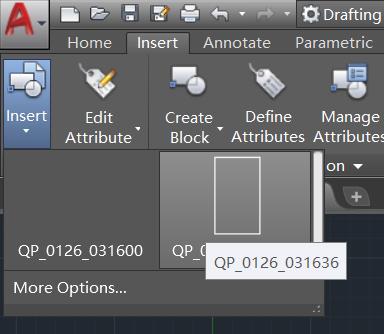 Drafting
Home Insert Annotate Parametric
Insert Edit Attribute Create Block Define Attributes Manage Attributes
on
QP_0126_031600 QP_0
QP_0126_031636
More Options...